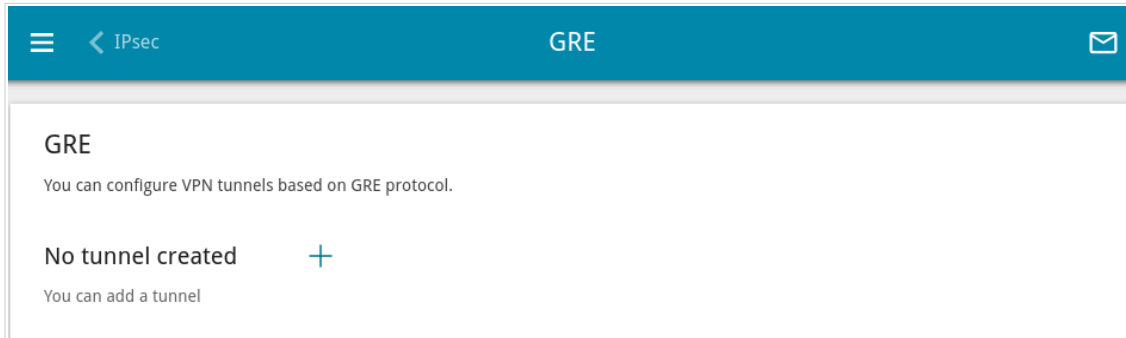 IPsec
GRE
GRE
You can configure VPN tunnels based on GRE protocol.
No tunnel created
You can add a tunnel